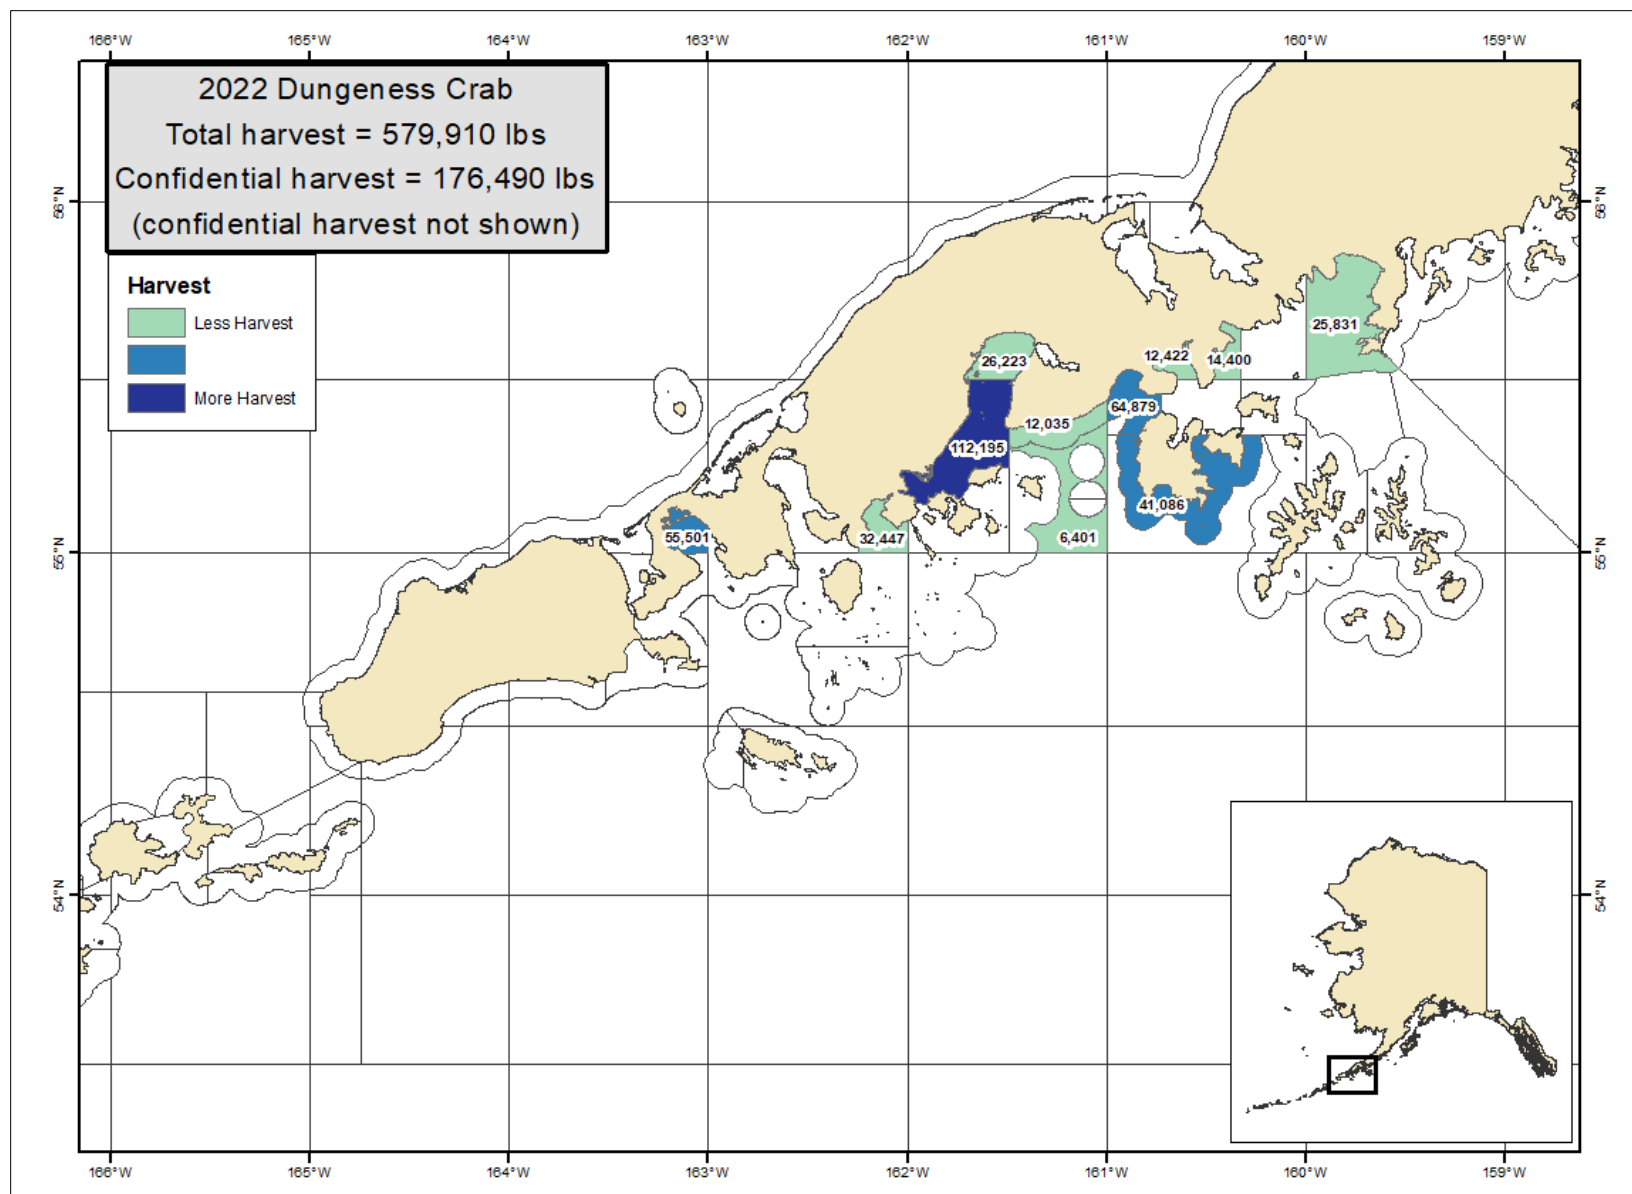 166°W 165°W 164°W 163°W 162°W 161°W 160°W 159°W
2022 Dungeness Crab
Total harvest = 579,910 lbs
Confidential harvest = 176,490 lbs
(confidential harvest not shown)
56°N 56°N
Harvest
Less Harvest
More Harvest
25,831
26,223
12,422
14,400
64,879
12,035
112,195
41,086
55,501
32,447
6,401
55°N 55°N
54°N 54°N
166°W 165°W 164°W 163°W 162°W 161°W 160°W 159°W